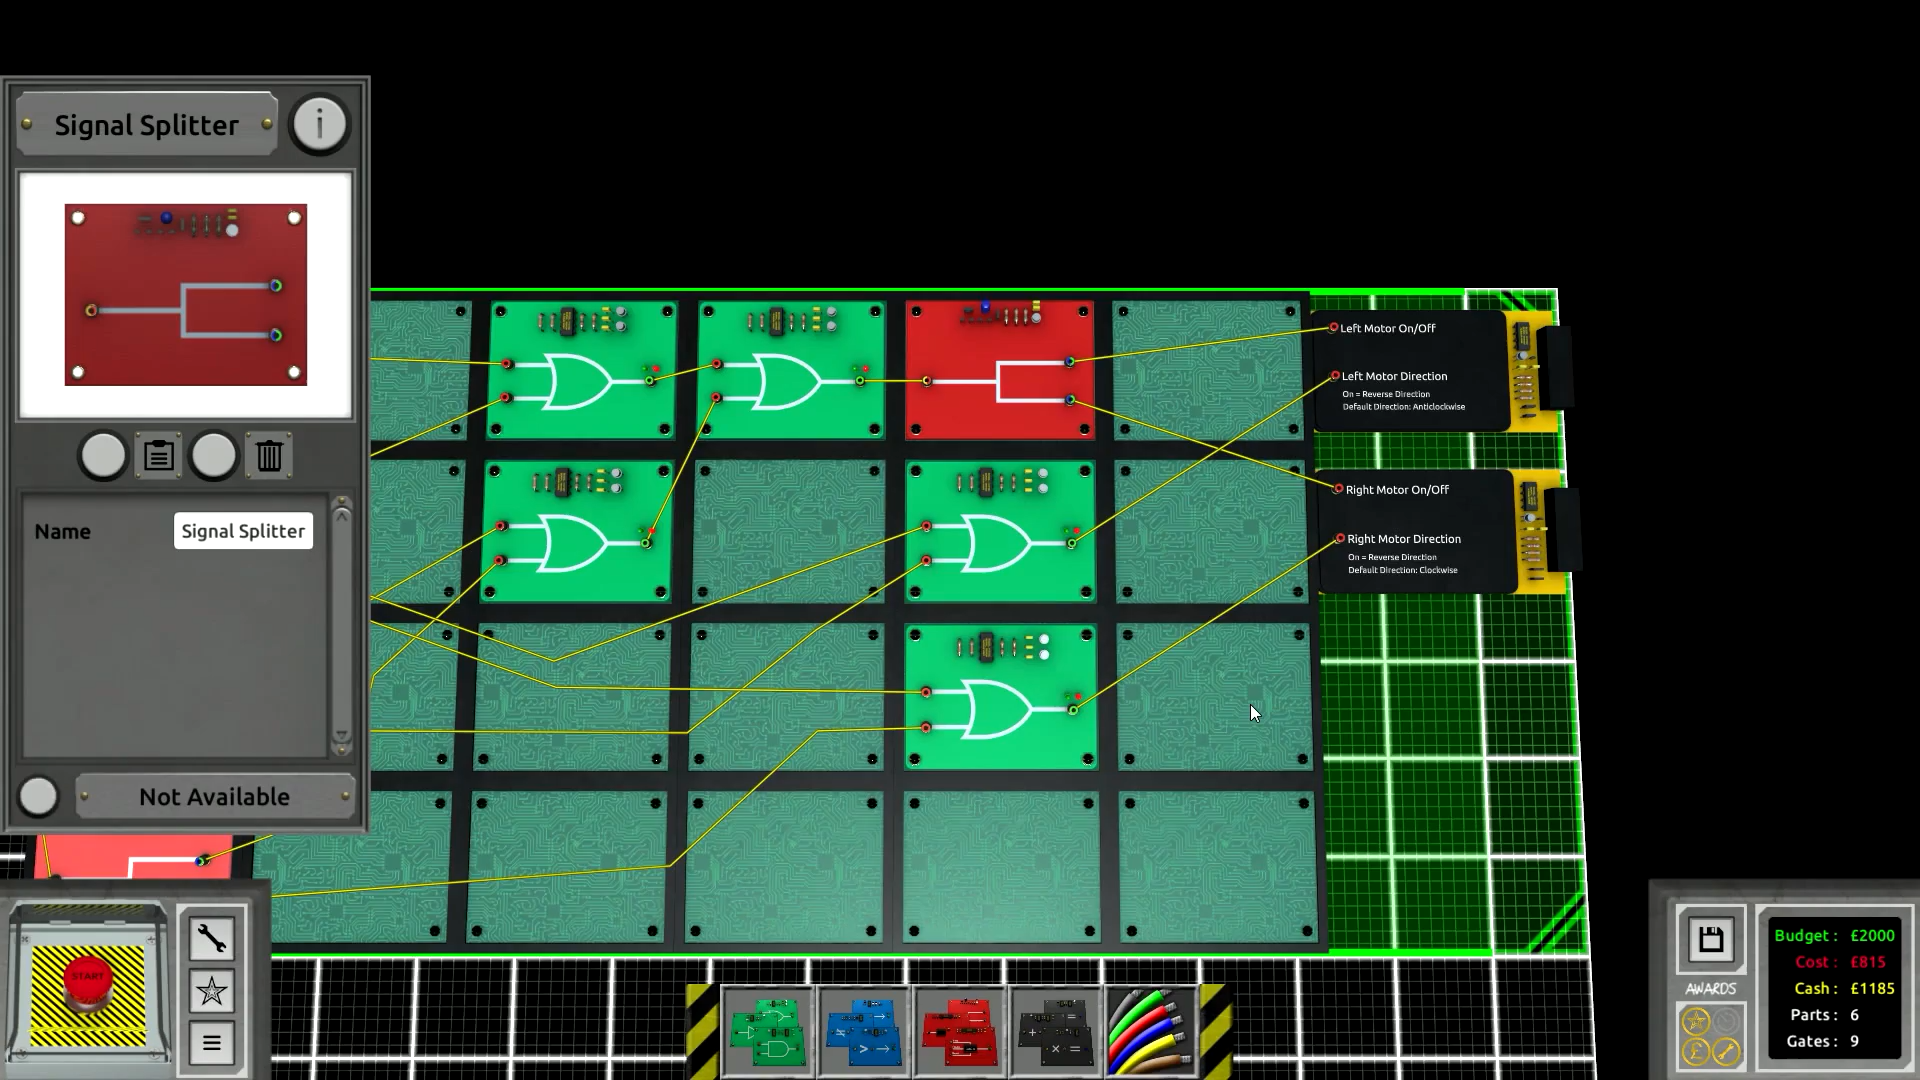 Signal Splitter
i
Name
Signal Splitter
Not Available
Left Motor On/Off
Left Motor Direction
On = Reverse Direction
Default Direction: Anticlockwise
Right Motor On/Off
Right Motor Direction
On = Reverse Direction
Default Direction: Clockwise
START
AWARDS
Budget : £2000
Cost : £815
Cash : £1185
Parts : 6
Gates : 9